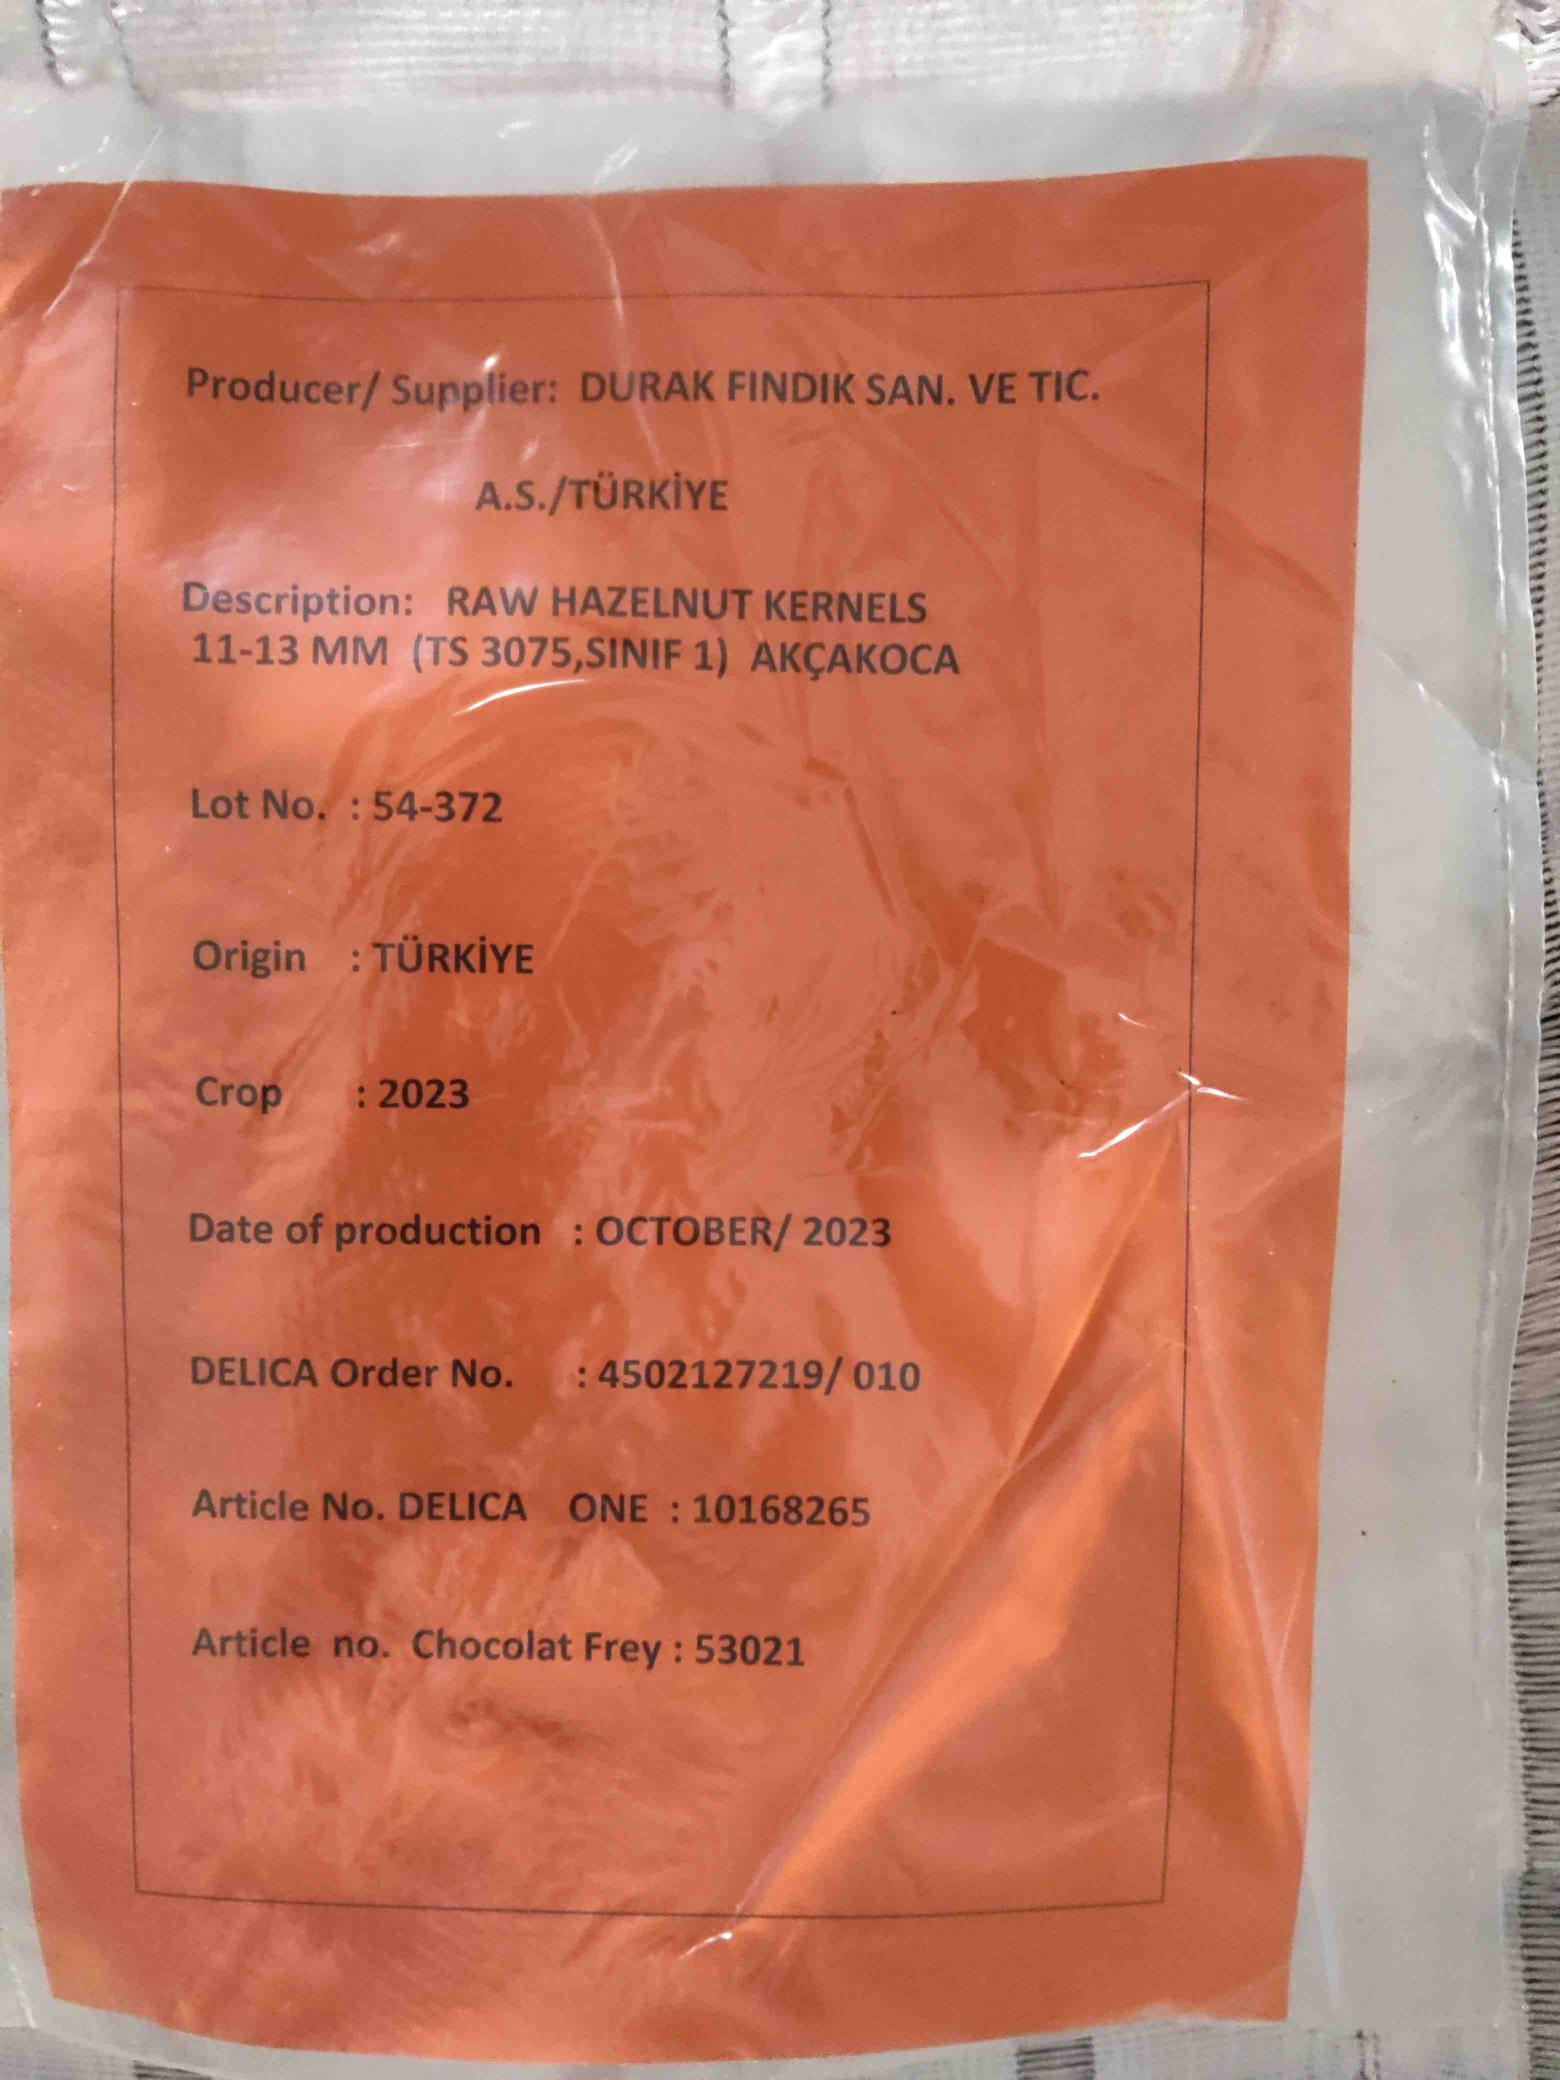 Producer/ Supplier: DURAK FINDIK SAN. VE TIC.
A.S./TÜRKİYE
Description: RAW HAZELNUT KERNELS
11-13 MM (TS 3075,SINIF 1) AKÇAKOCA
Lot No. : 54-372
Origin : TÜRKİYE
Crop : 2023
Date of production : OCTOBER/ 2023
DELICA Order No. : 4502127219/ 010
Article No. DELICA ONE : 10168265
Article no. Chocolat Frey : 53021